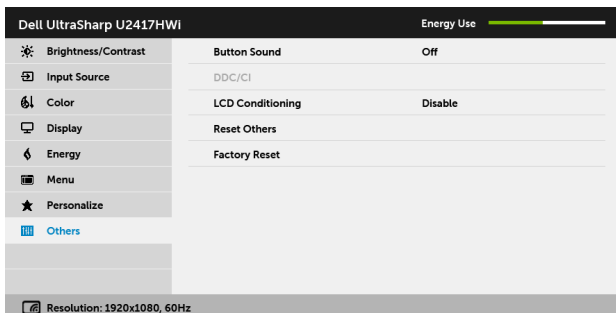 Dell UltraSharp U2417HWi Energy Use
Brightness/Contrast Button Sound Off
Input Source DDC/CI
Color LCD Conditioning Disable
Display Reset Others
Energy Factory Reset
Menu
Personalize
Others
Resolution: 1920x1080, 60Hz